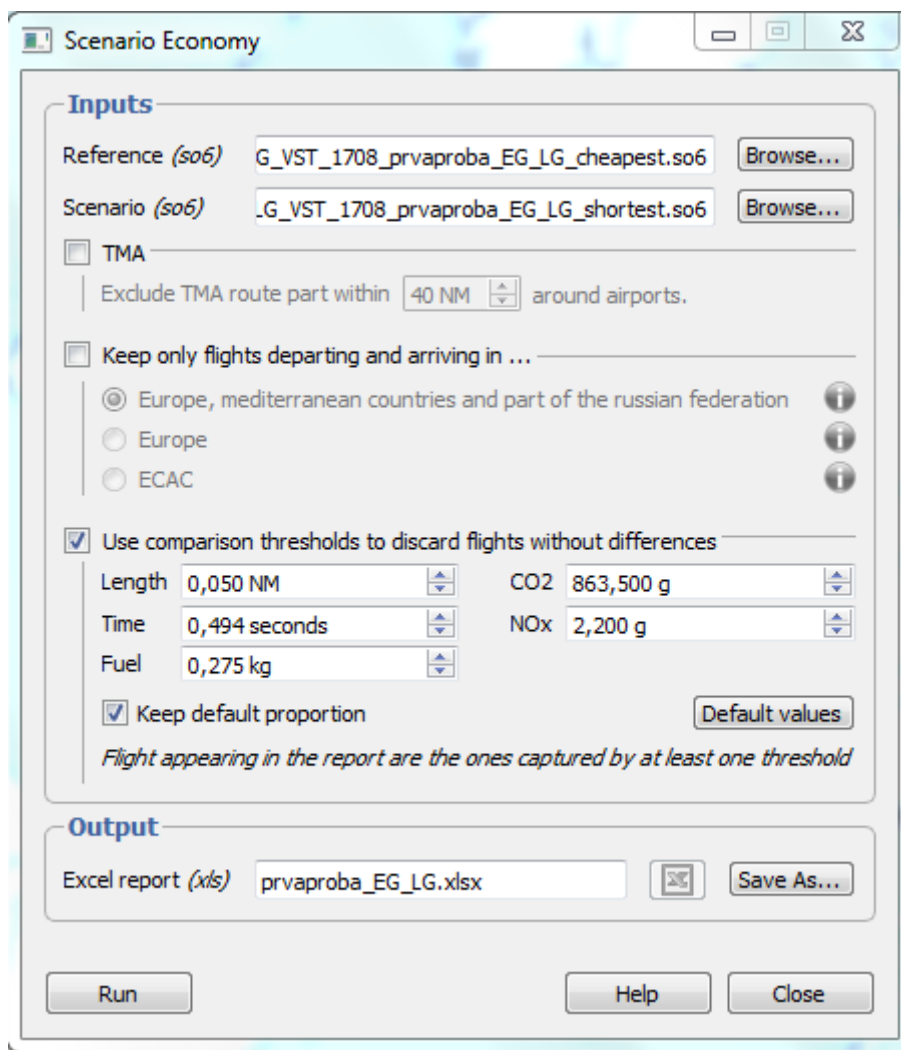 Scenario Economy
Inputs
Reference (so6) G_VST_1708_prvaproba_EG_LG_cheapest.so6 Browse...
Scenario (so6) .G_VST_1708_prvaproba_EG_LG_shortest.so6 Browse...
TMA
Exclude TMA route part within 40 NM around airports.
Keep only flights departing and arriving in ...
Europe, mediterranean countries and part of the russian federation
Europe
ECAC
Use comparison thresholds to discard flights without differences
Length 0,050 NM CO2 863,500 g
Time 0,494 seconds NOx 2,200 g
Fuel 0,275 kg
Keep default proportion Default values
Flight appearing in the report are the ones captured by at least one threshold
Output
Excel report (xls) prvaproba_EG_LG.xlsx Save As...
Run Help Close